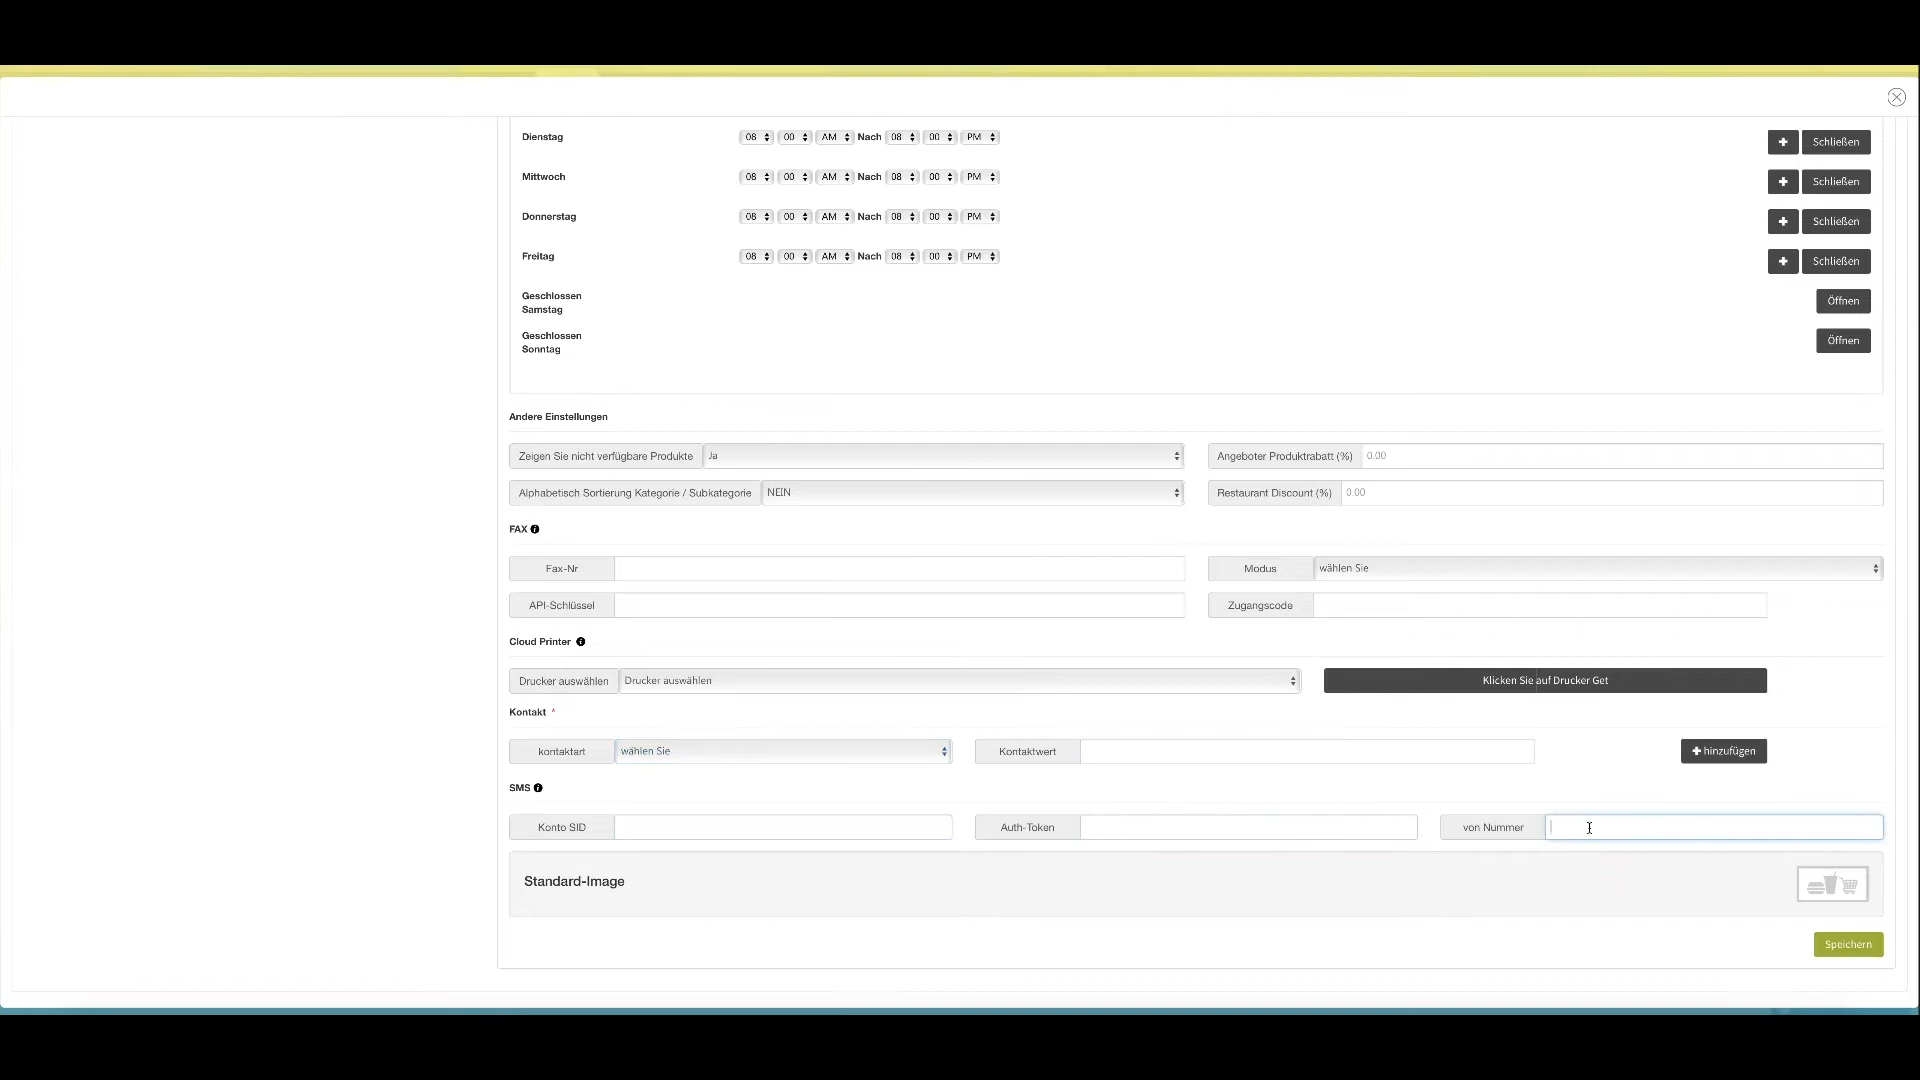 Dienstag 08 00 AM Nach 08 00 PM Schließen
Mittwoch 08 00 AM Nach 08 00 PM Schließen
Donnerstag 08 00 AM Nach 08 00 PM Schließen
Freitag 08 00 AM Nach 08 00 PM Schließen
Geschlossen
Samstag
Öffnen
Geschlossen
Sonntag
Öffnen
Andere Einstellungen
Zeigen Sie nicht verfügbare Produkte Ja Angeboter Produktrabatt (%) 0.00
Alphabetisch Sortierung Kategorie / Subkategorie NEIN Restaurant Discount (%) 0.00
FAX
Fax-Nr Modus wählen Sie
API-Schlüssel Zugangscode
Cloud Printer
Drucker auswählen Drucker auswählen Klicken Sie auf Drucker Get
Kontakt *
kontaktart wählen Sie Kontaktwert + hinzufügen
SMS
Konto SID Auth-Token von Nummer
Standard-Image
Speichern